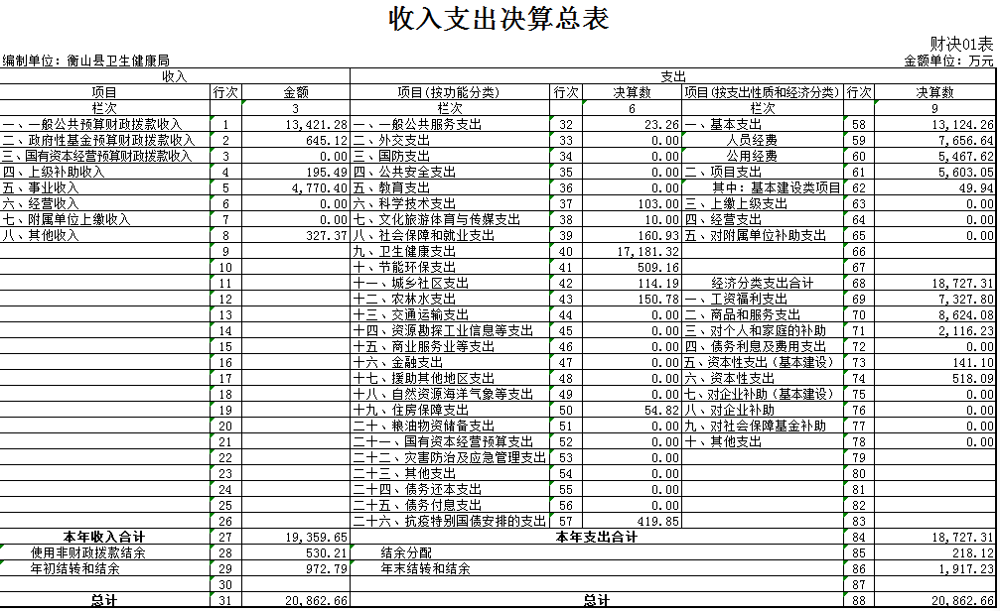 收入支出决算总表
财决01表
编制单位：衡山县卫生健康局 金额单位：万元
收入 支出
项目 行次 金额 项目(按功能分类) 行次 决算数 项目(按支出性质和经济分类) 行次 决算数
栏次 3 栏次 6 栏次 9
一、一般公共预算财政拨款收入 1 13,421.28 一、一般公共服务支出 32 23.26 一、基本支出 58 13,124.26
二、政府性基金预算财政拨款收入 2 645.12 二、外交支出 33 0.00 人员经费 59 7,656.64
三、国有资本经营预算财政拨款收入 3 0.00 三、国防支出 34 0.00 公用经费 60 5,467.62
四、上级补助收入 4 195.49 四、公共安全支出 35 0.00 二、项目支出 61 5,603.05
五、事业收入 5 4,770.40 五、教育支出 36 0.00 其中：基本建设类项目 62 49.94
六、经营收入 6 0.00 六、科学技术支出 37 103.00 三、上缴上级支出 63 0.00
七、附属单位上缴收入 7 0.00 七、文化旅游体育与传媒支出 38 10.00 四、经营支出 64 0.00
八、其他收入 8 327.37 八、社会保障和就业支出 39 160.93 五、对附属单位补助支出 65 0.00
9 九、卫生健康支出 40 17,181.32 66
10 十、节能环保支出 41 509.16 67
11 十一、城乡社区支出 42 114.19 经济分类支出合计 68 18,727.31
12 十二、农林水支出 43 150.78 一、工资福利支出 69 7,327.80
13 十三、交通运输支出 44 0.00 二、商品和服务支出 70 8,624.08
14 十四、资源勘探工业信息等支出 45 0.00 三、对个人和家庭的补助 71 2,116.23
15 十五、商业服务业等支出 46 0.00 四、债务利息及费用支出 72 0.00
16 十六、金融支出 47 0.00 五、资本性支出（基本建设） 73 141.10
17 十七、援助其他地区支出 48 0.00 六、资本性支出 74 518.09
18 十八、自然资源海洋气象等支出 49 0.00 七、对企业补助（基本建设） 75 0.00
19 十九、住房保障支出 50 54.82 八、对企业补助 76 0.00
20 二十、粮油物资储备支出 51 0.00 九、对社会保障基金补助 77 0.00
21 二十一、国有资本经营预算支出 52 0.00 十、其他支出 78 0.00
22 二十二、灾害防治及应急管理支出 53 0.00 79
23 二十三、其他支出 54 0.00 80
24 二十四、债务还本支出 55 0.00 81
25 二十五、债务付息支出 56 0.00 82
26 二十六、抗疫特别国债安排的支出 57 419.85 83
本年收入合计 27 19,359.65 本年支出合计 84 18,727.31
使用非财政拨款结余 28 530.21 结余分配 85 218.12
年初结转和结余 29 972.79 年末结转和结余 86 1,917.23
30 87
总计 31 20,862.66 总计 88 20,862.66